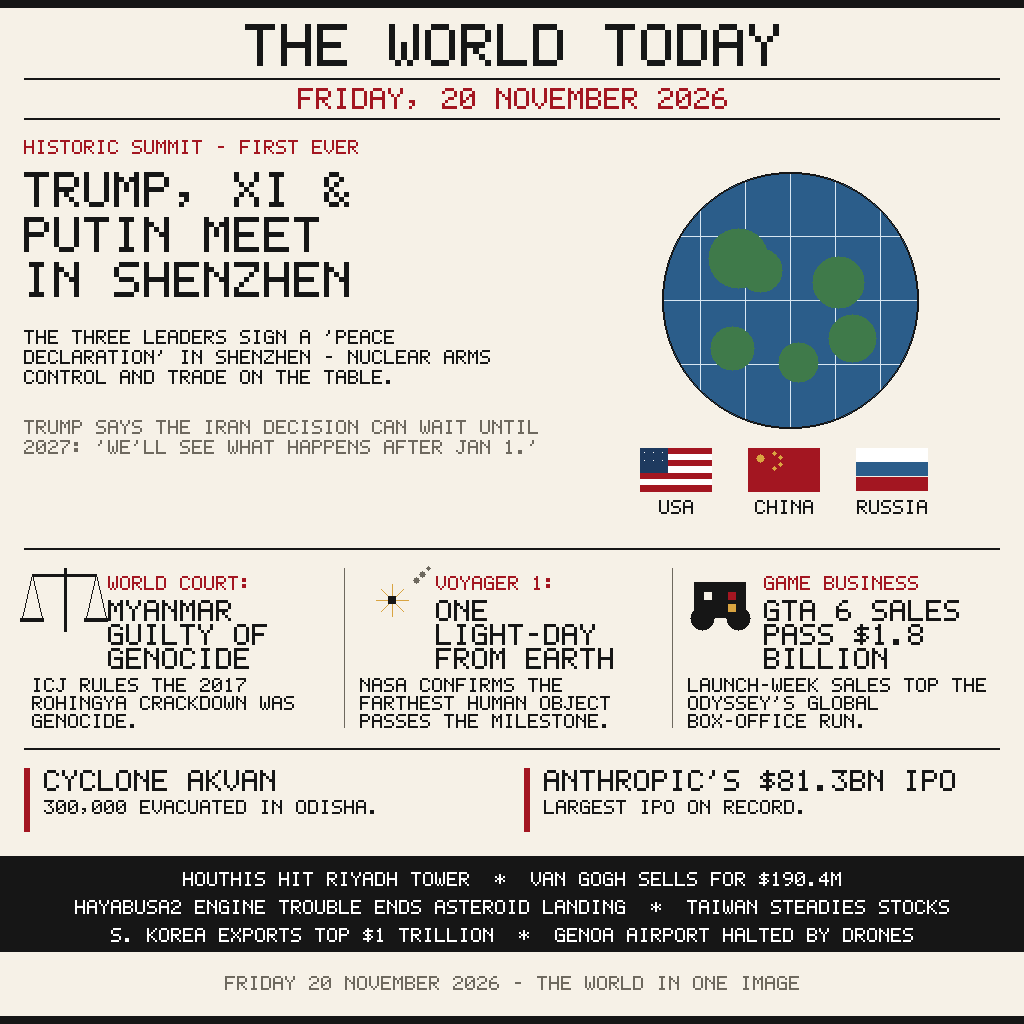 THE WORLD TODAY
FRIDAY, 20 NOVEMBER 2026
HISTORIC SUMMIT - FIRST EVER
TRUMP, XI &
PUTIN MEET
IN SHENZHEN
THE THREE LEADERS SIGN A 'PEACE
DECLARATION' IN SHENZHEN - NUCLEAR ARMS
CONTROL AND TRADE ON THE TABLE.
TRUMP SAYS THE IRAN DECISION CAN WAIT UNTIL
2027: 'WE'LL SEE WHAT HAPPENS AFTER JAN 1.'
USA
CHINA
RUSSIA
WORLD COURT:
MYANMAR
GUILTY OF
GENOCIDE
ICJ RULES THE 2017
ROHINGYA CRACKDOWN WAS
GENOCIDE.
VOYAGER 1:
ONE
LIGHT-DAY
FROM EARTH
NASA CONFIRMS THE
FARTHEST HUMAN OBJECT
PASSES THE MILESTONE.
GAME BUSINESS
GTA 6 SALES
PASS $1.8
BILLION
LAUNCH-WEEK SALES TOP THE
ODYSSEY'S GLOBAL
BOX-OFFICE RUN.
CYCLONE AKVAN
300,000 EVACUATED IN ODISHA.
ANTHROPIC'S $81.3BN IPO
LARGEST IPO ON RECORD.
HOUTHIS HIT RIYADH TOWER * VAN GOGH SELLS FOR $190.4M
HAYABUSA2 ENGINE TROUBLE ENDS ASTEROID LANDING * TAIWAN STEADIES STOCKS
S. KOREA EXPORTS TOP $1 TRILLION * GENOA AIRPORT HALTED BY DRONES
FRIDAY 20 NOVEMBER 2026 - THE WORLD IN ONE IMAGE